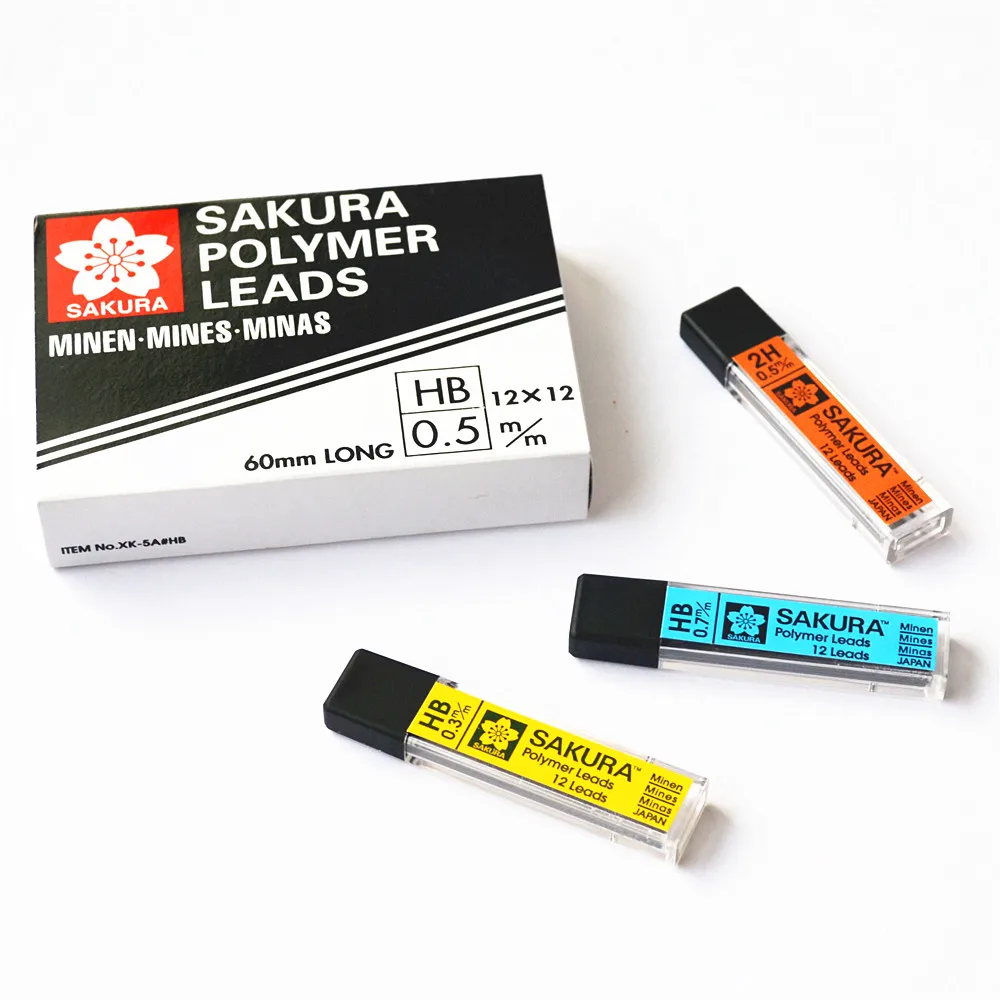 SAKURA
SAKURA
POLYMER
LEADS
MINEN·MINES·MINAS
HB
0.5
12×12
m/m
60mm LONG
ITEM No.XK-5A#HB
2H
0.5m/m
SAKURA™
Polymer Leads
12 Leads
Minen
Mines
Minas
JAPAN
HB
0.7m/m
SAKURA
SAKURA™
Polymer Leads
12 Leads
Minen
Mines
Minas
JAPAN
HB
0.3m/m
SAKURA
SAKURA™
Polymer Leads
12 Leads
Minen
Mines
Minas
JAPAN